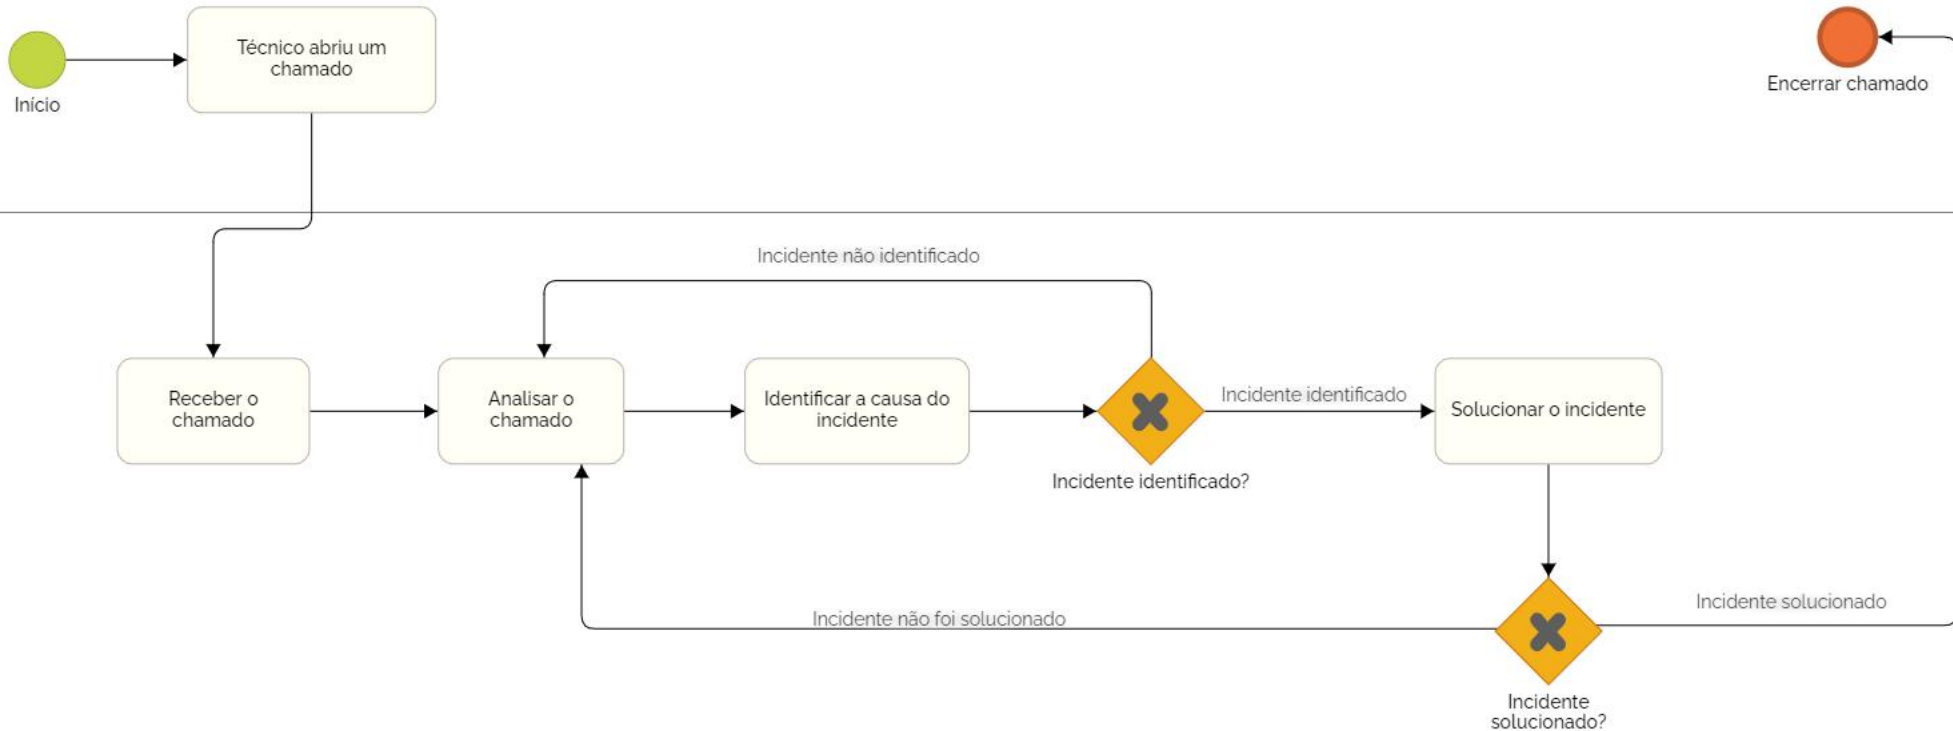 Técnico abriu um
chamado
Início
Encerrar chamado
Incidente não identificado
Receber o
chamado
Analisar o
chamado
Identificar a causa do
incidente
Incidente identificado?
Incidente identificado
Solucionar o incidente
Incidente não foi solucionado
Incidente solucionado
Incidente
solucionado?